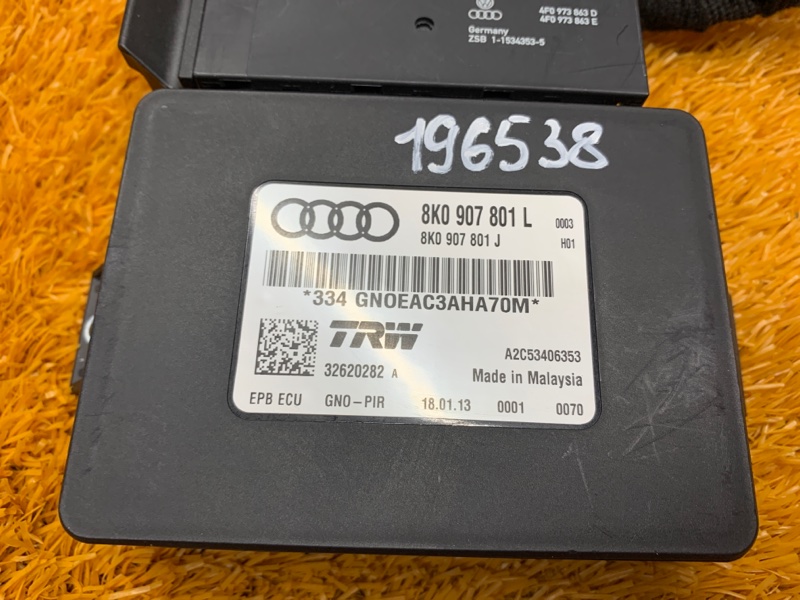 4F0 973 863 D
4F0 973 863 E
Germany
ZSB 1-1534353-5
196538
8K0 907 801 L 0003
8K0 907 801 J H01
*334 GN0EAC3AHA70M*
TRW A2C53406353
32620282 A Made in Malaysia
EPB ECU GNO-PIR 18.01.13 0001 0070